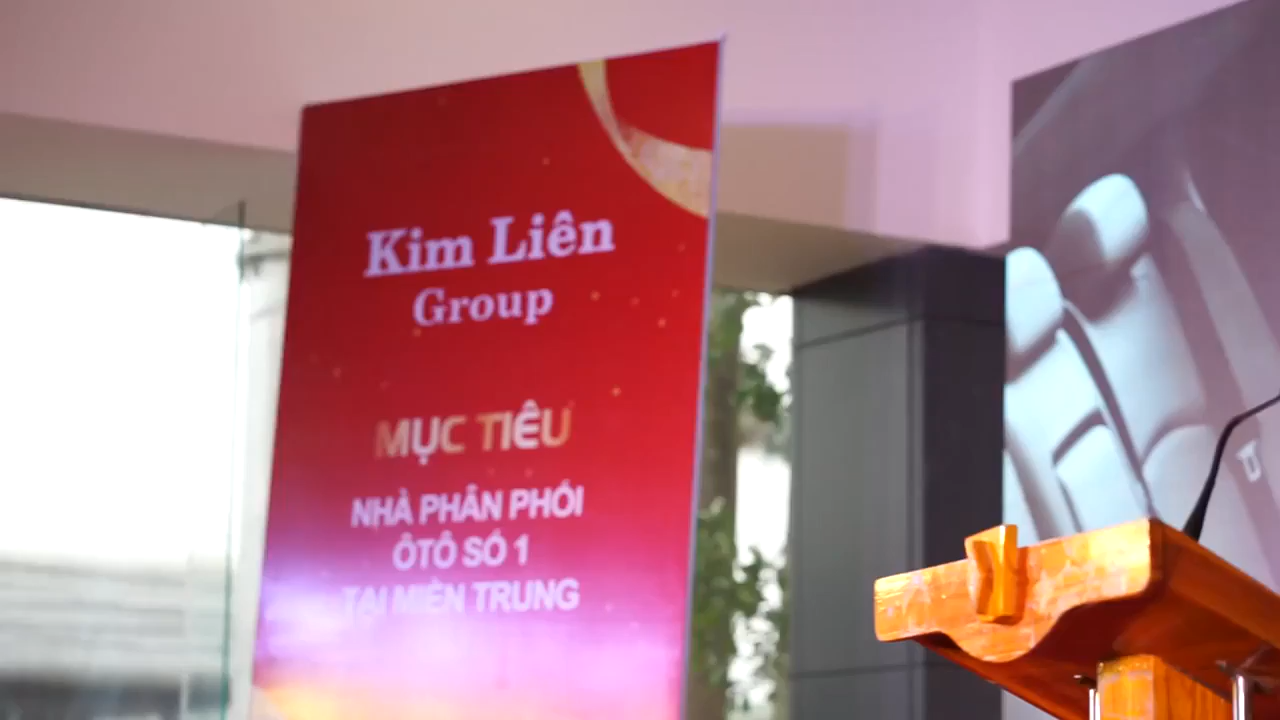 Kim Liên
Group
MỤC TIÊU
NHÀ PHÂN PHỐI
ÔTÔ SỐ 1
TẠI MIỀN TRUNG